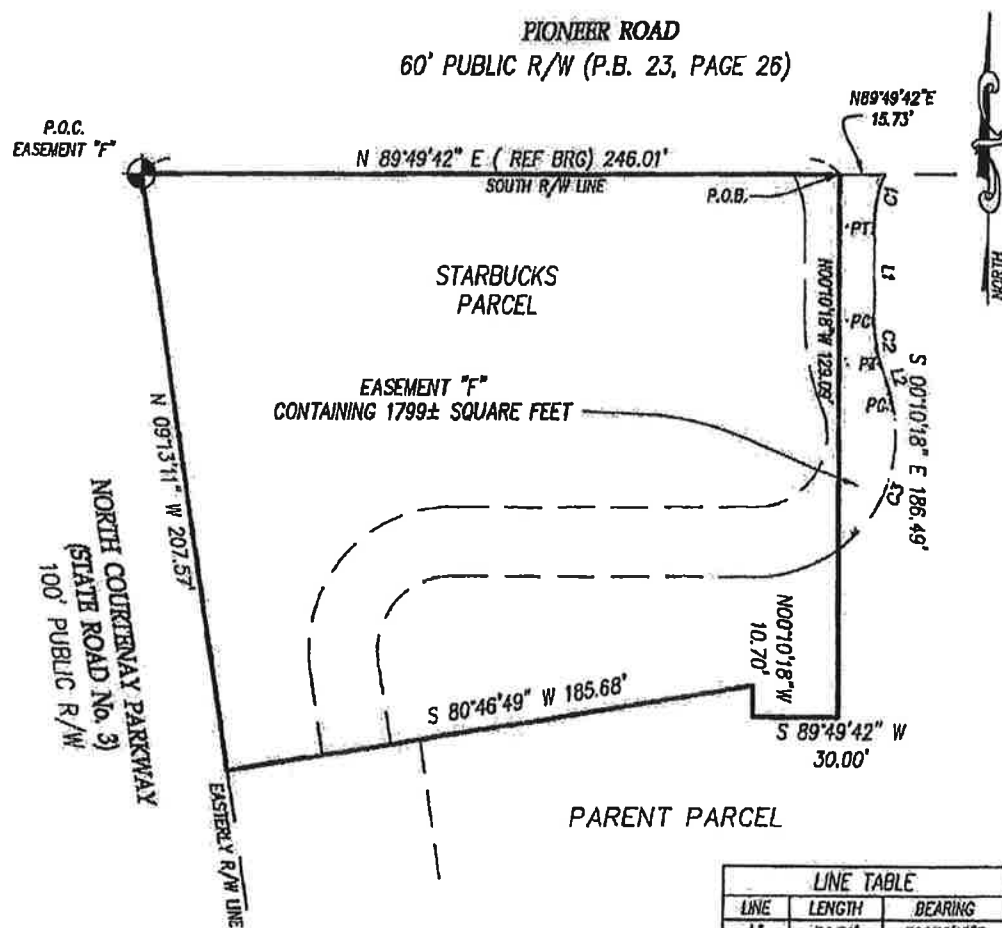 PIONEER ROAD
60' PUBLIC R/W (P.B. 23, PAGE 26)
N89°49'42"E
15.73'
P.O.C.
EASEMENT "F"
N 89°49'42" E ( REF BRG) 246.01'
SOUTH R/W LINE
P.O.B.
PT
L1
PC
C2
PT
L2
PC
C3
STARBUCKS
PARCEL
N00°10'18"W 129.09'
S 00°10'18" E 186.49'
EASEMENT "F"
CONTAINING 1799± SQUARE FEET
N 09°13'11" W 207.57'
NORTH COURTENAY PARKWAY
(STATE ROAD No. 3)
100' PUBLIC R/W
N00°10'18"W
10.70'
S 80°46'49" W 185.68'
S 89°49'42" W
30.00'
EASTERLY R/W LINE
PARENT PARCEL
LINE TABLE
LINE LENGTH BEARING